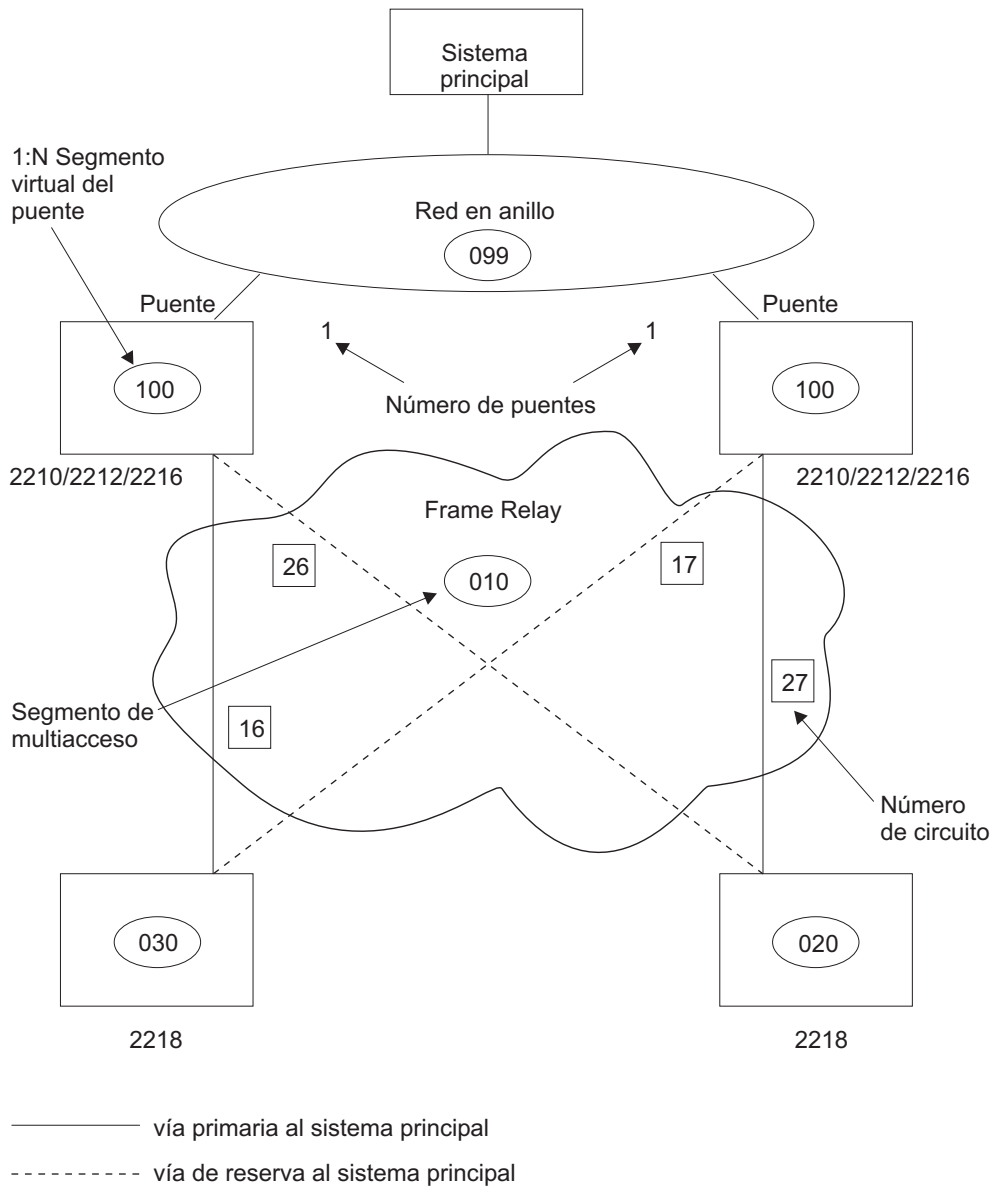 Sistema
principal
1:N Segmento
virtual del
puente
Red en anillo
099
Puente
Puente
1
1
100
100
Número de puentes
2210/2212/2216
2210/2212/2216
Frame Relay
26
010
17
27
Segmento de
multiacceso
16
Número
de circuito
030
020
2218
2218
vía primaria al sistema principal
vía de reserva al sistema principal